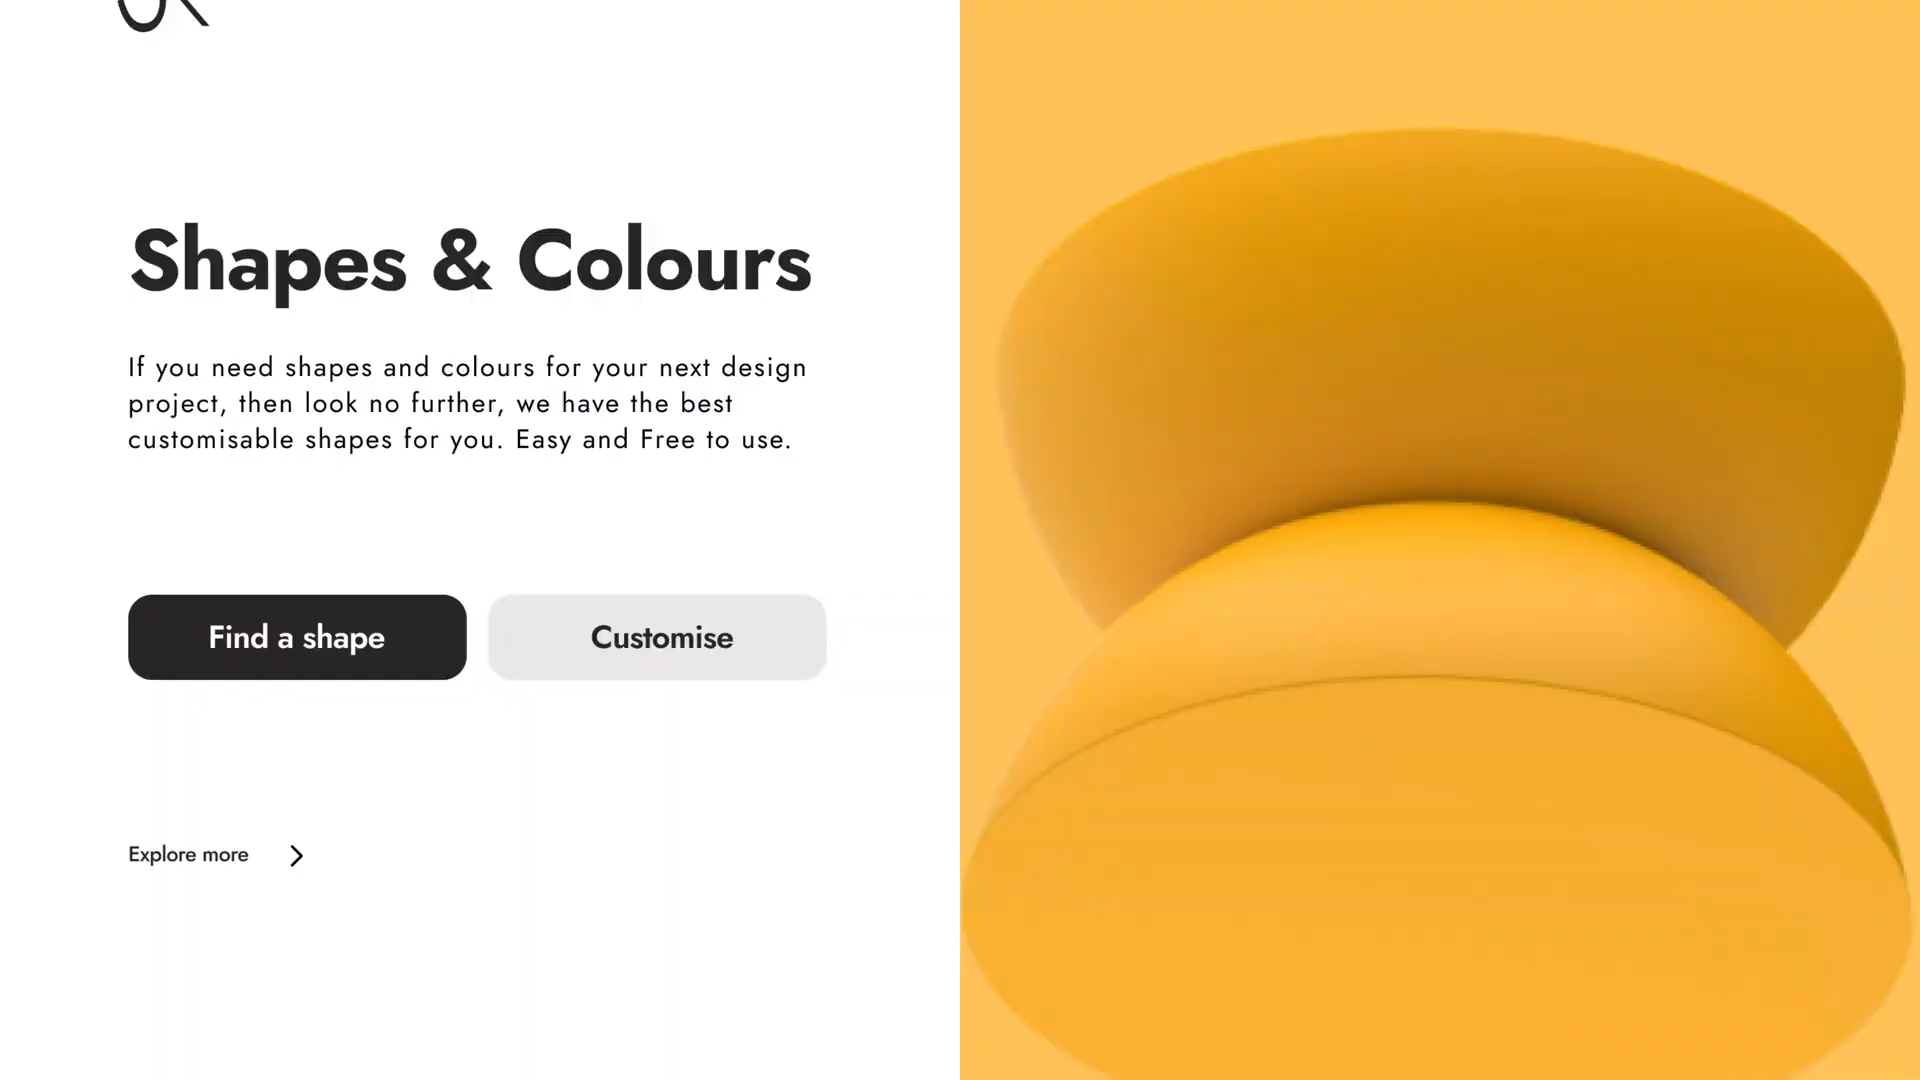 Shapes & Colours
If you need shapes and colours for your next design
project, then look no further, we have the best
customisable shapes for you. Easy and Free to use.
Find a shape
Customise
Explore more